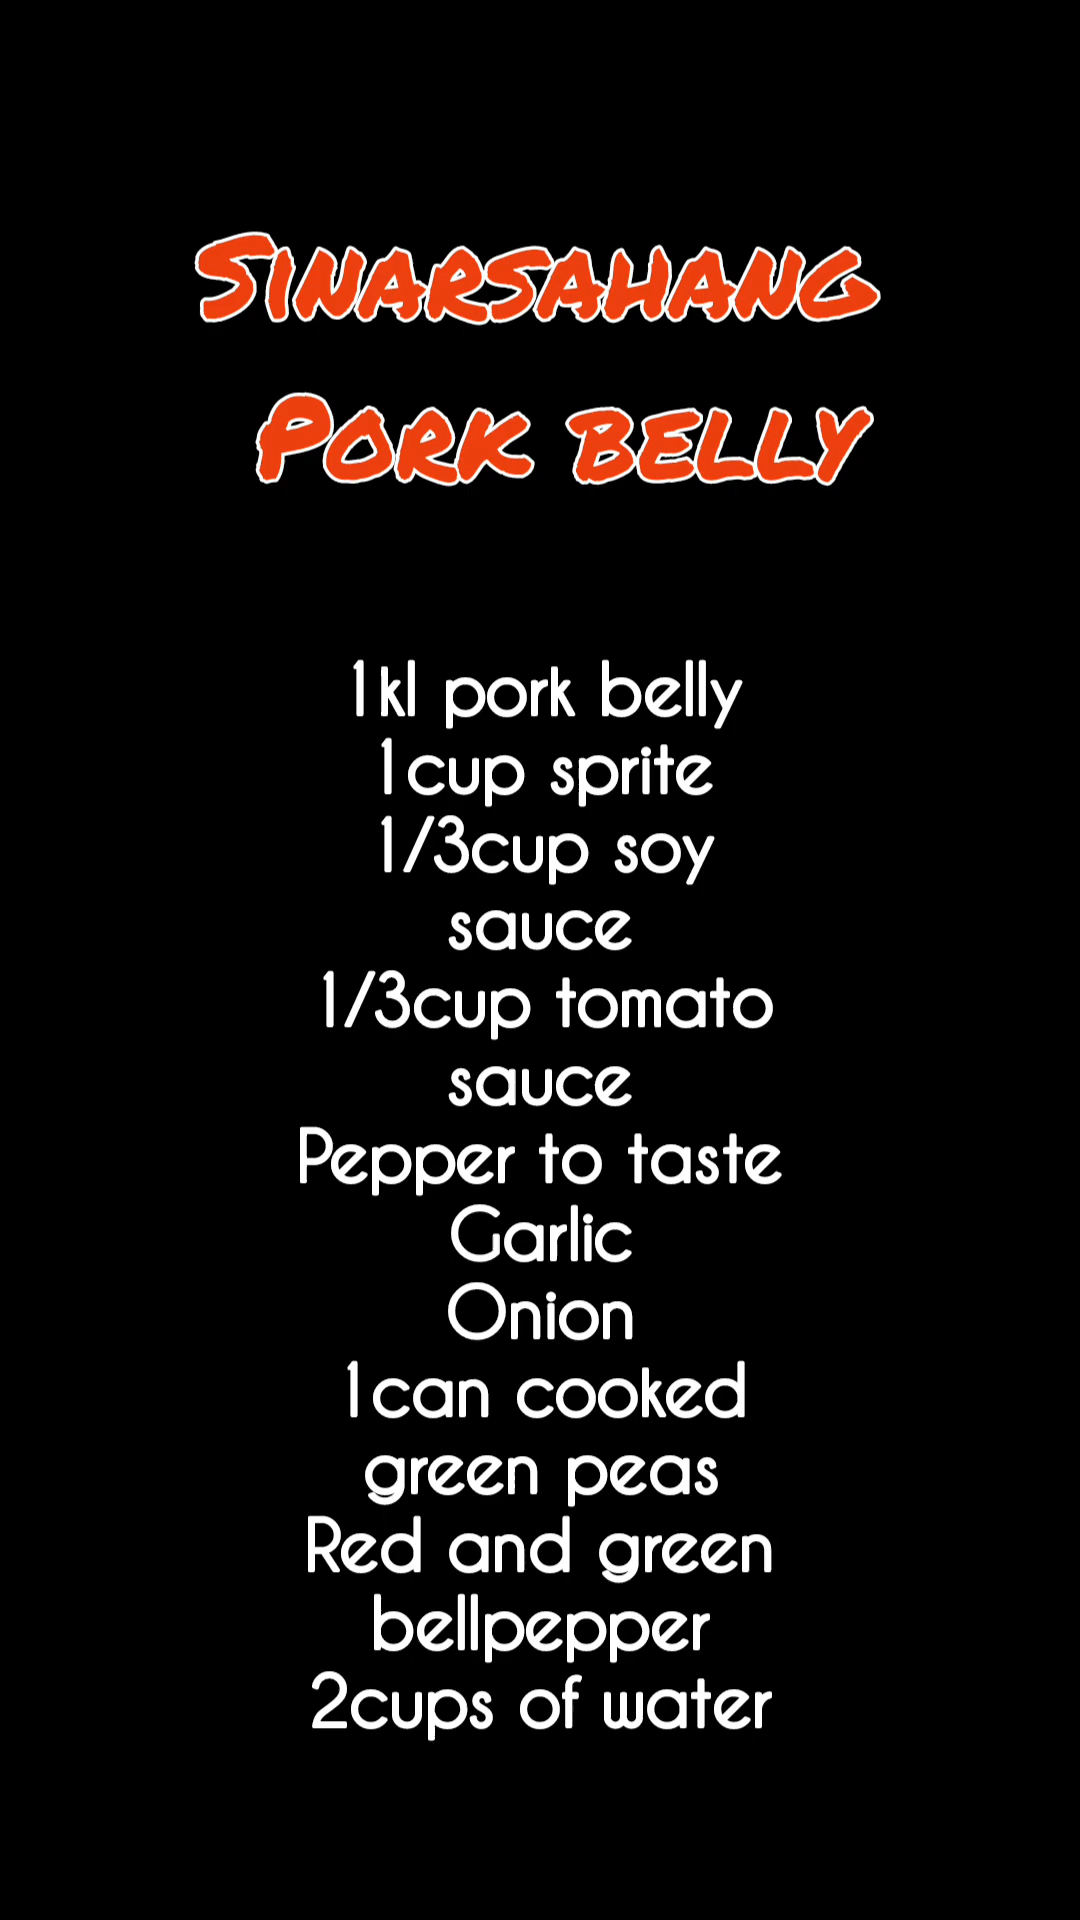 Sinarsahang
Pork belly
1kl pork belly
1cup sprite
1/3cup soy
sauce
1/3cup tomato
sauce
Pepper to taste
Garlic
Onion
1can cooked
green peas
Red and green
bellpepper
2cups of water